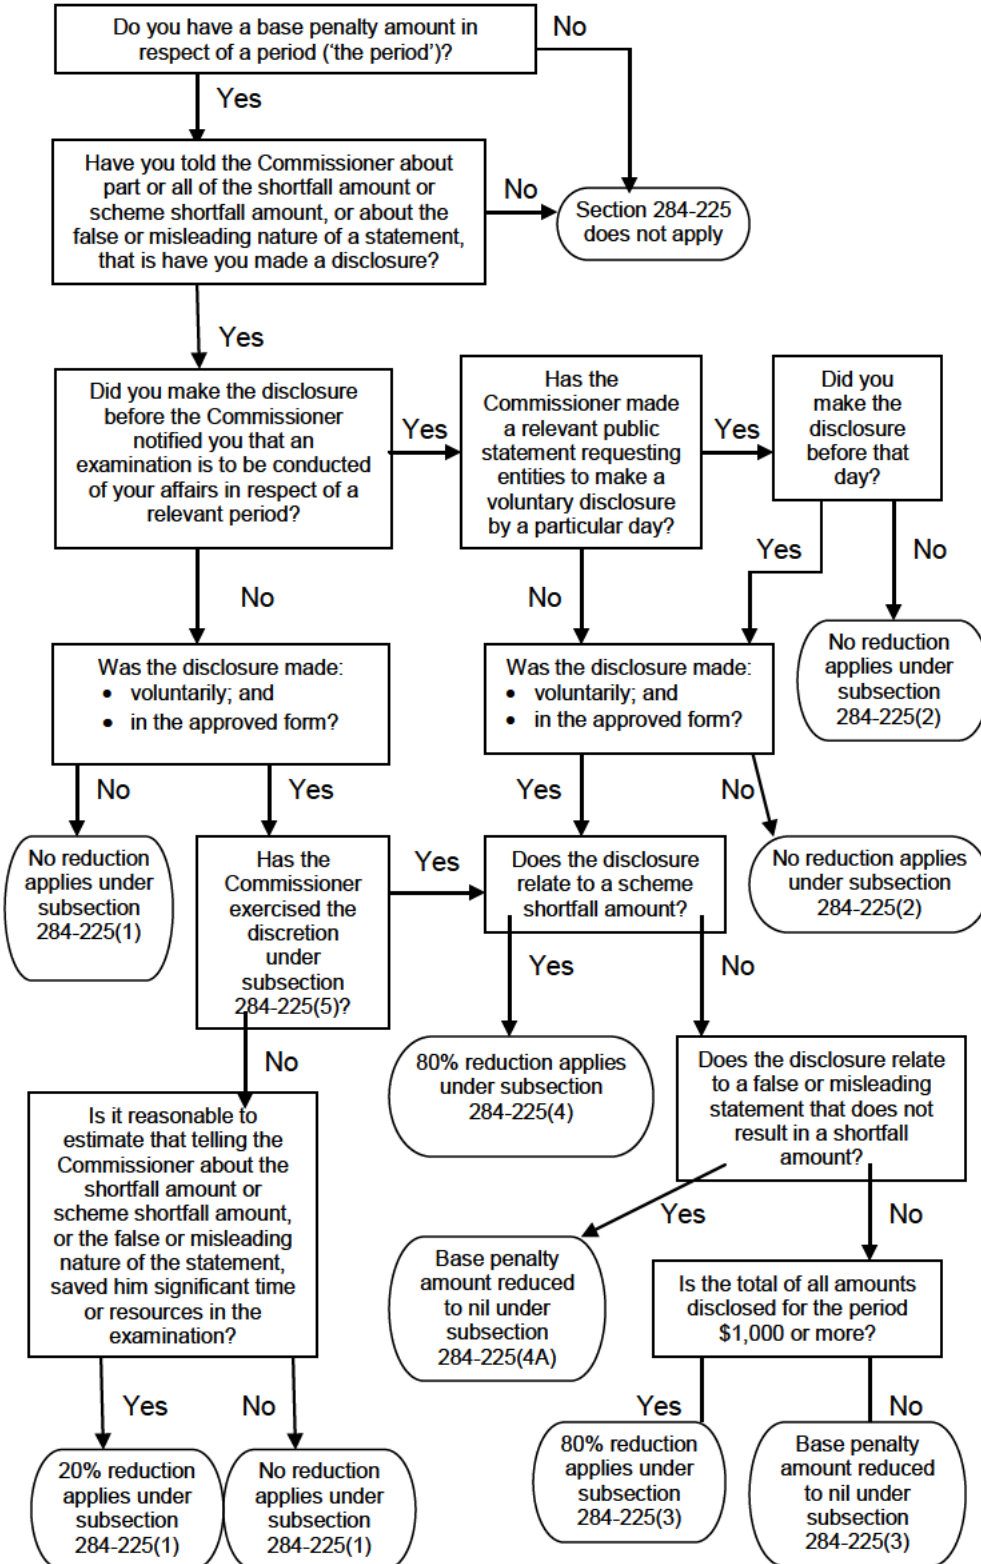 Do you have a base penalty amount in
respect of a period (‘the period’)?
No
Yes
Have you told the Commissioner about
part or all of the shortfall amount or
scheme shortfall amount, or about the
false or misleading nature of a statement,
that is have you made a disclosure?
No
Section 284-225
does not apply
Yes
Did you make the disclosure
before the Commissioner
notified you that an
examination is to be conducted
of your affairs in respect of a
relevant period?
Yes
Has the
Commissioner made
a relevant public
statement requesting
entities to make a
voluntary disclosure
by a particular day?
Yes
Did you
make the
disclosure
before that
day?
No
No
Yes
No
Was the disclosure made:
• voluntarily; and
• in the approved form?
Was the disclosure made:
• voluntarily; and
• in the approved form?
No reduction
applies under
subsection
284-225(2)
No
Yes
Yes
No
No reduction
applies under
subsection
284-225(1)
Has the
Commissioner
exercised the
discretion
under
subsection
284-225(5)?
Yes
Does the disclosure
relate to a scheme
shortfall amount?
No reduction applies
under subsection
284-225(2)
Yes
No
No
80% reduction applies
under subsection
284-225(4)
Does the disclosure relate
to a false or misleading
statement that does not
result in a shortfall
amount?
Is it reasonable to
estimate that telling the
Commissioner about the
shortfall amount or
scheme shortfall amount,
or the false or misleading
nature of the statement,
saved him significant time
or resources in the
examination?
Yes
No
Base penalty
amount reduced
to nil under
subsection
284-225(4A)
Is the total of all amounts
disclosed for the period
$1,000 or more?
Yes
No
Yes
No
20% reduction
applies under
subsection
284-225(1)
No reduction
applies under
subsection
284-225(1)
80% reduction
applies under
subsection
284-225(3)
Base penalty
amount reduced
to nil under
subsection
284-225(3)